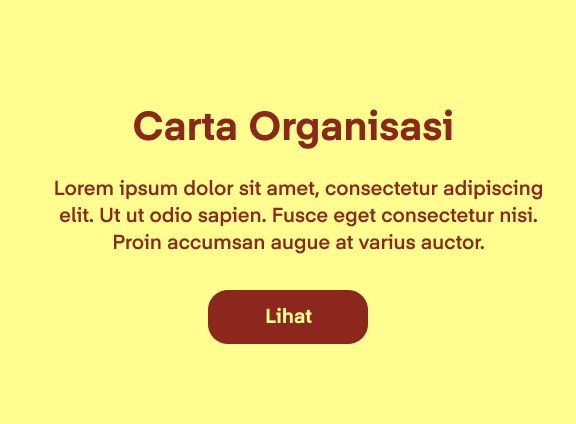 Carta Organisasi
Lorem ipsum dolor sit amet, consectetur adipiscing
elit. Ut ut odio sapien. Fusce eget consectetur nisi.
Proin accumsan augue at varius auctor.
Lihat